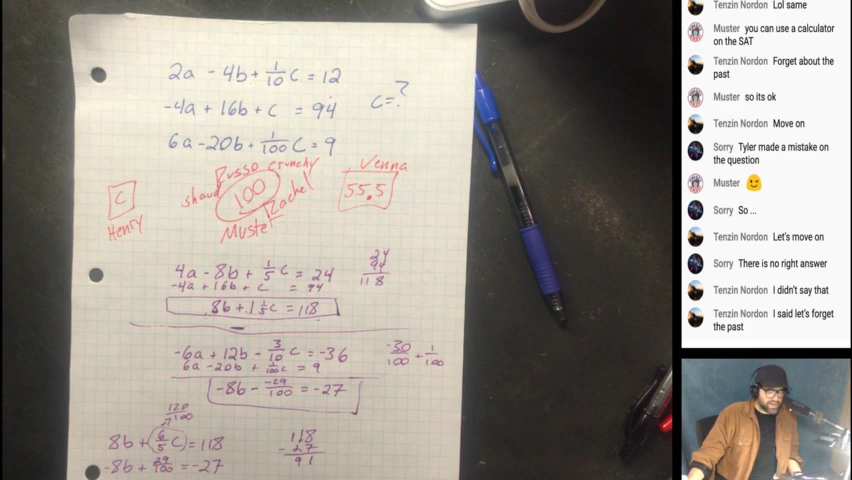 2a - 4b + 1/10 C = 12
-4a + 16b + C = 94
C = ?
6a - 20b + 1/100 C = 9
Russo crunchy
Venna
shaud
100
Rachel
55.5
C
Henry
Muster
4a - 8b + 1/5 C = 24
-4a + 16b + C = 94
8b + 1 1/5 C = 118
24
94
118
-6a + 12b - 3/10 C = -36
6a - 20b + 1/100 C = 9
-30/100 + 1/100
-8b - -29/100 = -27
120/100
8b + 6/5 C = 118
-8b + 29/100 = -27
118
- 27
91
Tenzin Nordon Lol same
Muster you can use a calculator
on the SAT
Tenzin Nordon Forget about the
past
Muster so its ok
Tenzin Nordon Move on
Sorry Tyler made a mistake on
the question
Muster 🙂
Sorry So ...
Tenzin Nordon Let's move on
Sorry There is no right answer
Tenzin Nordon I didn't say that
Tenzin Nordon I said let's forget
the past